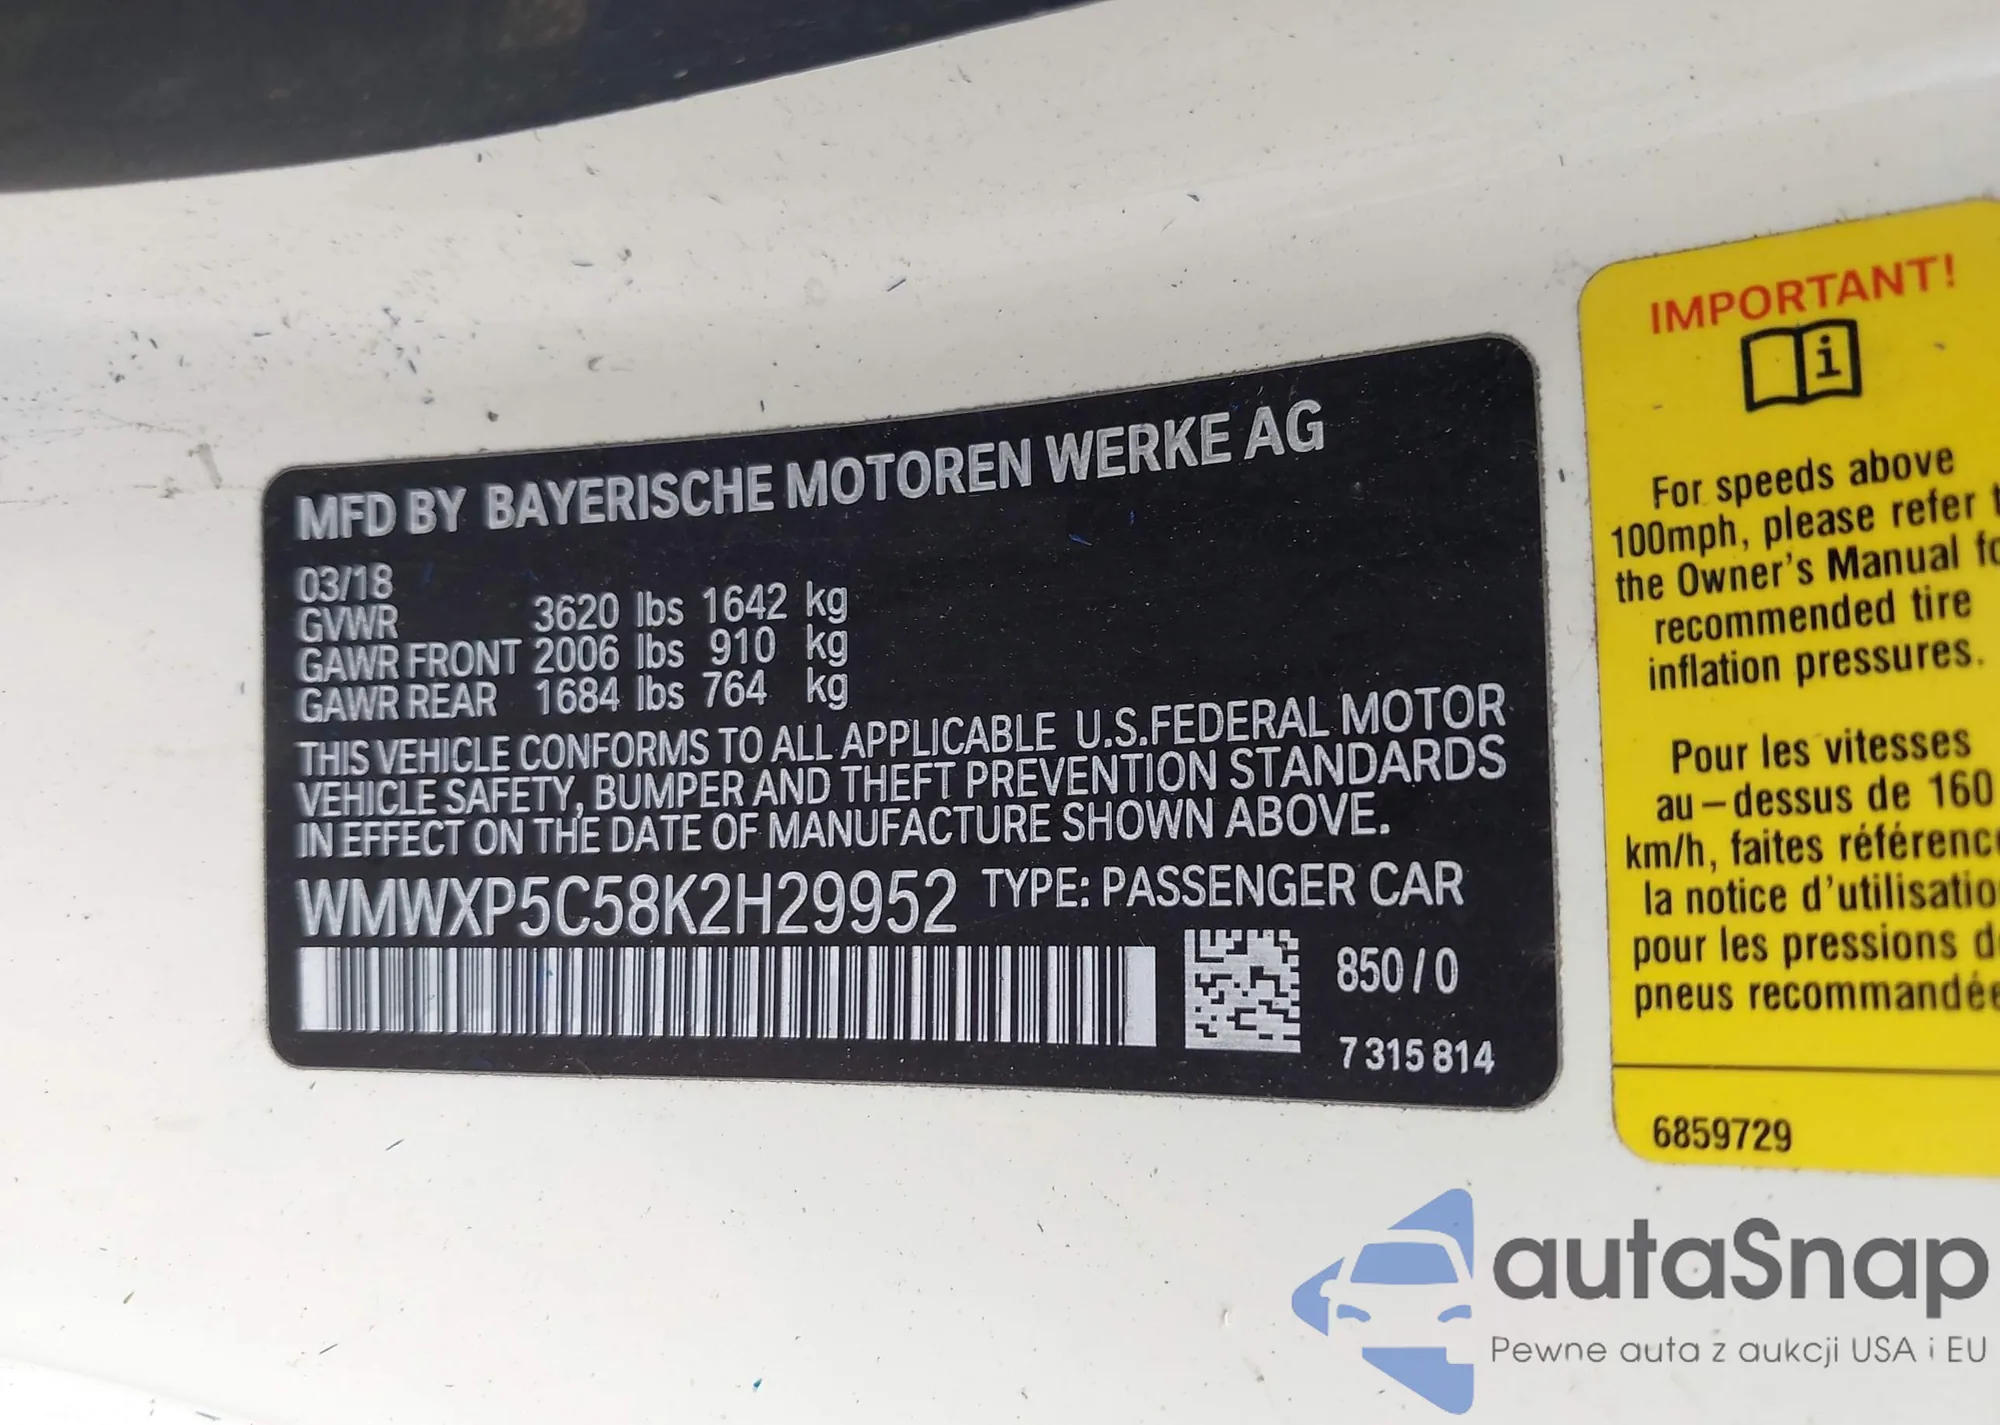 MFD BY BAYERISCHE MOTOREN WERKE AG
03/18
GVWR 3620 lbs 1642 kg
GAWR FRONT 2006 lbs 910 kg
GAWR REAR 1684 lbs 764 kg
THIS VEHICLE CONFORMS TO ALL APPLICABLE U.S.FEDERAL MOTOR
VEHICLE SAFETY, BUMPER AND THEFT PREVENTION STANDARDS
IN EFFECT ON THE DATE OF MANUFACTURE SHOWN ABOVE.
WMWXP5C58K2H29952 TYPE: PASSENGER CAR
850/0
7 315 814
IMPORTANT!
i
For speeds above
100mph, please refer
the Owner's Manual
recommended tire
inflation pressures.
Pour les vitesses
au-dessus de 160
km/h, faites
la notice
pour les pressions
pneus
6859729
autaSnap
Pewne auta z aukcji USA i EU